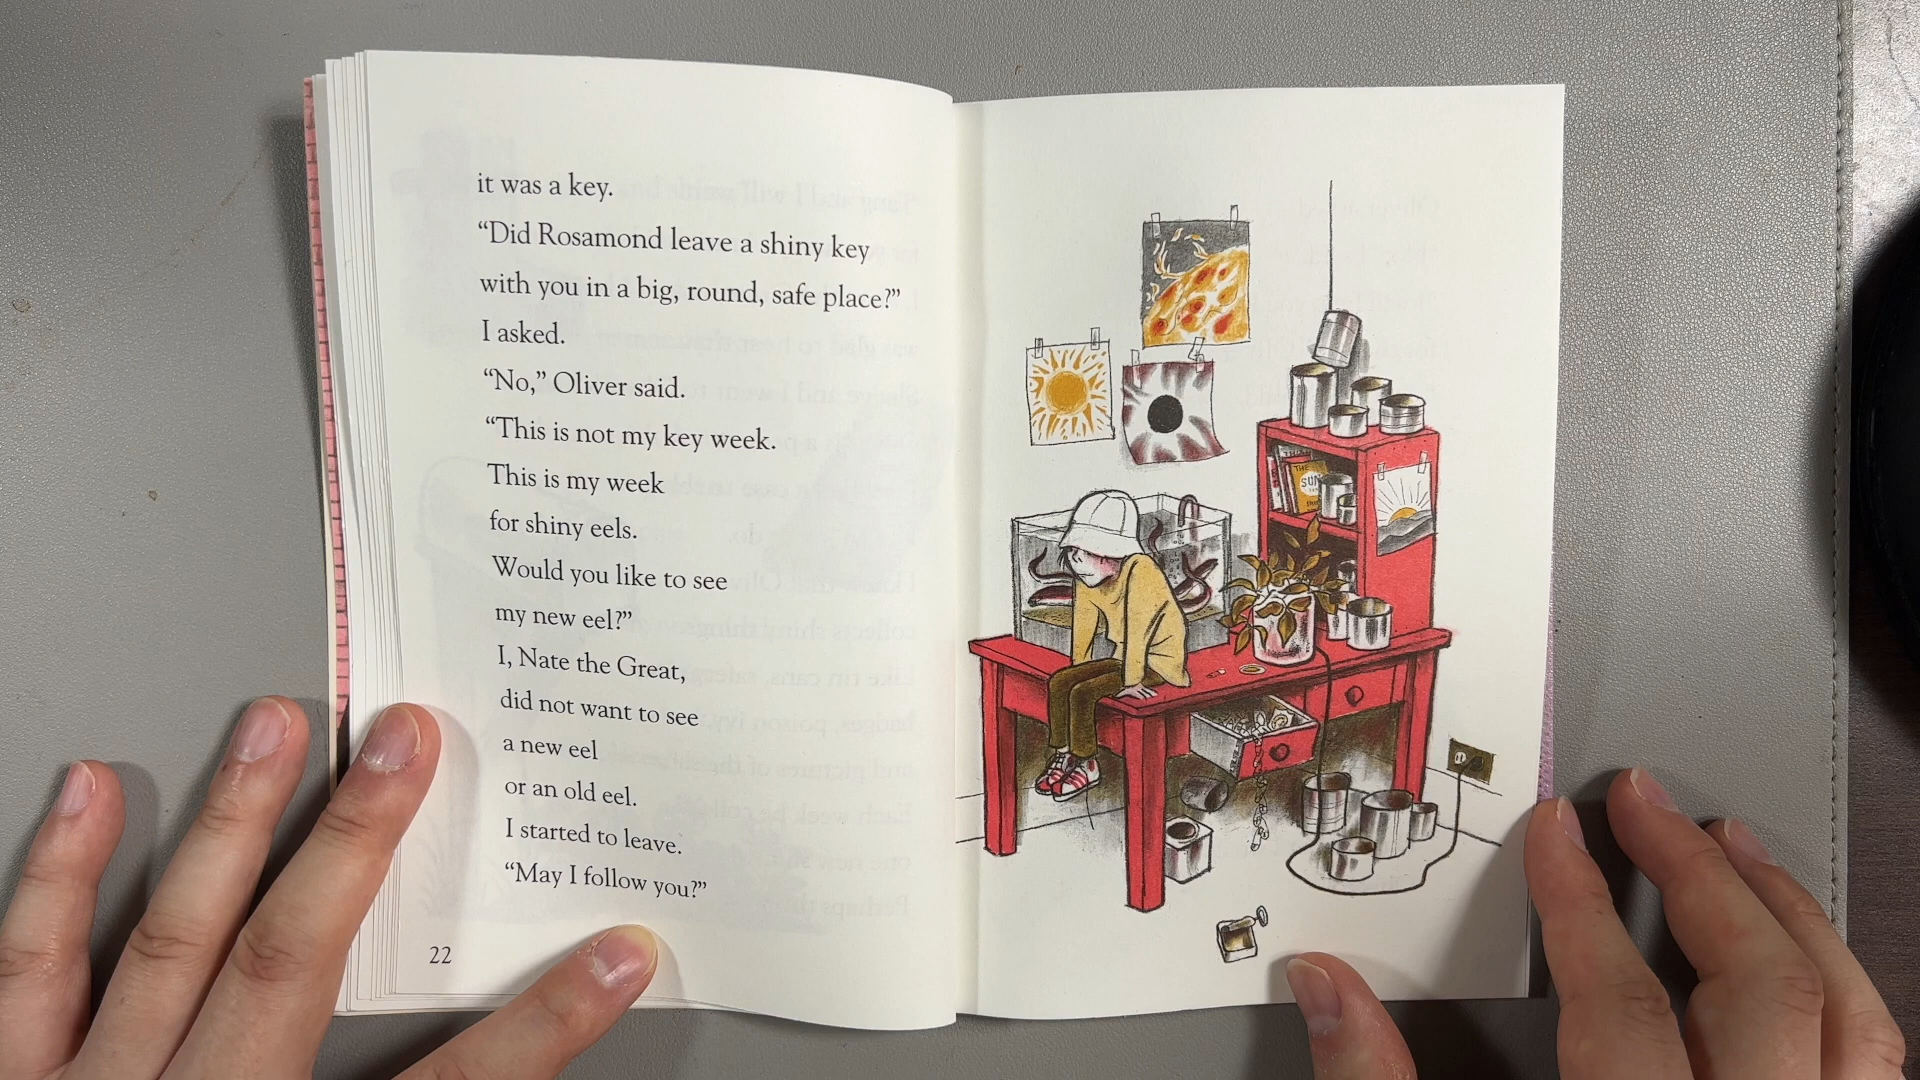 it was a key.
“Did Rosamond leave a shiny key
with you in a big, round, safe place?”
I asked.
“No,” Oliver said.
“This is not my key week.
This is my week
for shiny eels.
Would you like to see
my new eel?”
I, Nate the Great,
did not want to see
a new eel
or an old eel.
I started to leave.
“May I follow you?”
22
THE
SUN